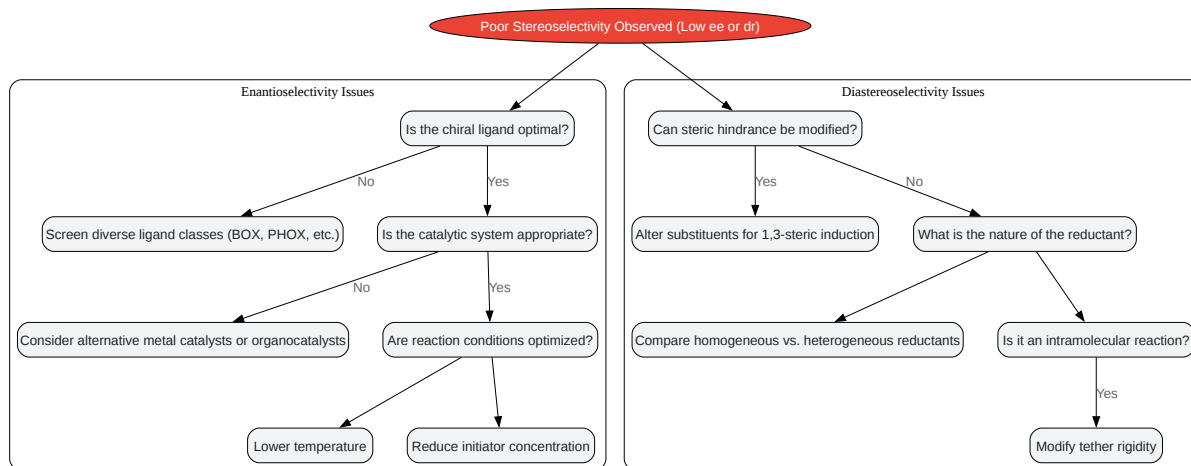 Poor Stereoselectivity Observed (Low ee or dr)
Enantioselectivity Issues
Diastereoselectivity Issues
Is the chiral ligand optimal?
Can steric hindrance be modified?
No
Yes
Yes
No
Screen diverse ligand classes (BOX, PHOX, etc.)
Is the catalytic system appropriate?
Alter substituents for 1,3-steric induction
What is the nature of the reductant?
No
Yes
Consider alternative metal catalysts or organocatalysts
Are reaction conditions optimized?
Compare homogeneous vs. heterogeneous reductants
Is it an intramolecular reaction?
Yes
Lower temperature
Reduce initiator concentration
Modify tether rigidity